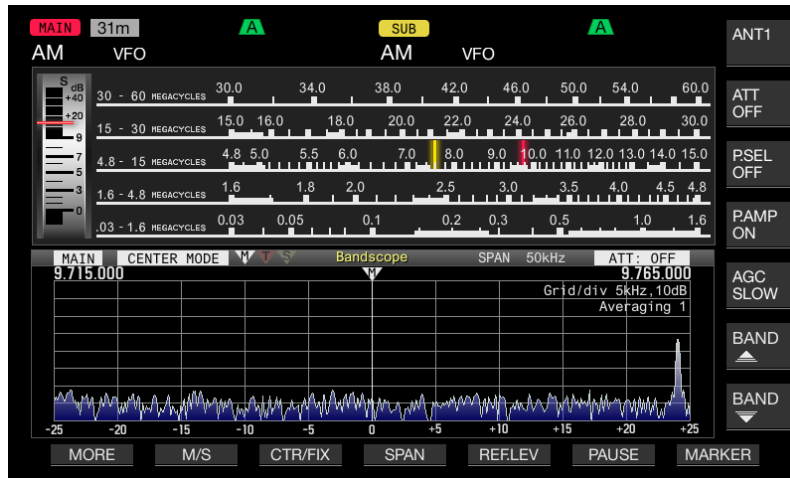 MAIN 31m A SUB A
AM VFO AM VFO
ANT1
S
dB
+40
+20
9
7
5
3
0
30 - 60 MEGACYCLES 30.0 34.0 38.0 42.0 46.0 50.0 54.0 60.0
15 - 30 MEGACYCLES 15.0 16.0 18.0 20.0 22.0 24.0 26.0 28.0 30.0
4.8 - 15 MEGACYCLES 4.8 5.0 5.5 6.0 7.0 8.0 9.0 10.0 11.0 12.0 13.0 14.0 15.0
1.6 - 4.8 MEGACYCLES 1.6 1.8 2.0 2.5 3.0 3.5 4.0 4.5 4.8
.03 - 1.6 MEGACYCLES 0.03 0.05 0.1 0.2 0.3 0.5 1.0 1.6
ATT
OFF
P.SEL
OFF
P.AMP
ON
MAIN CENTER MODE M T S Bandscope SPAN 50kHz ATT: OFF
9.715.000 M 9.765.000
Grid/div 5kHz,10dB
Averaging 1
-25 -20 -15 -10 -5 0 +5 +10 +15 +20 +25
AGC
SLOW
BAND
BAND
MORE M/S CTR/FIX SPAN REF.LEV PAUSE MARKER